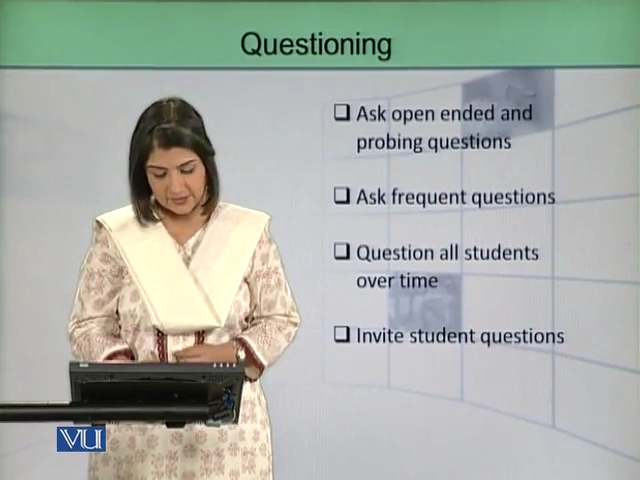 Questioning
❑ Ask open ended and
probing questions
❑ Ask frequent questions
❑ Question all students
over time
❑ Invite student questions
VU